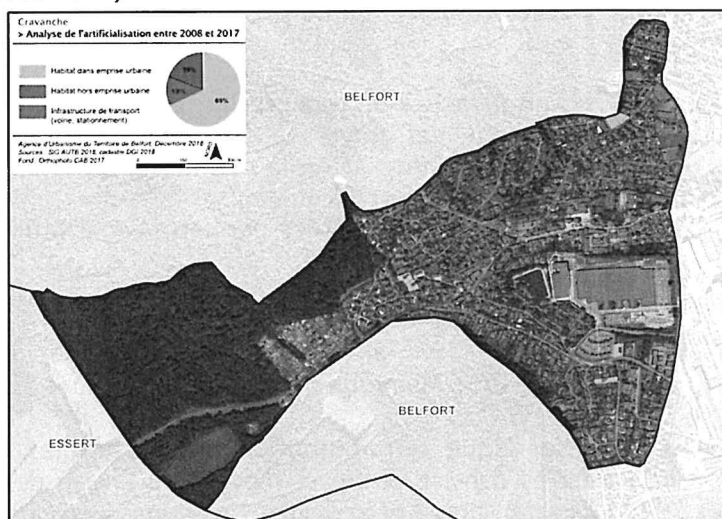 Cravanche
> Analyse de l'artificialisation entre 2008 et 2017
Habitat dans emprise urbaine
Habitat hors emprise urbaine
Infrastructure de transport
(voirie, stationnement)
19%
13%
69%
Agence d'Urbanisme du Territoire de Belfort. Décembre 2018
Sources : SIG AUTB 2018, cadastre DGI 2018
Fond : Orthophoto CAB 2017
BELFORT
BELFORT
ESSERT